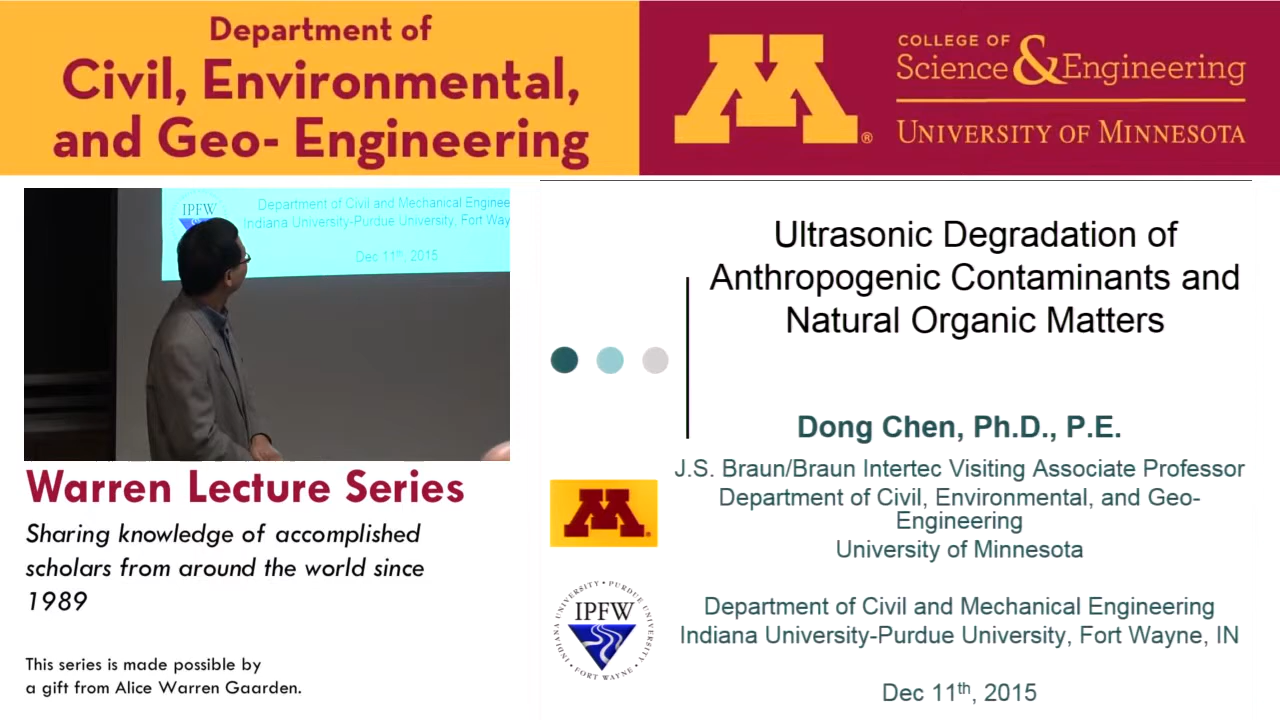 Department of
Civil, Environmental,
and Geo- Engineering
M®
COLLEGE OF
Science & Engineering
UNIVERSITY OF MINNESOTA
IPFW
Department of Civil and Mechanical Enginee
Indiana University-Purdue University, Fort Way
Dec 11th, 2015
Warren Lecture Series
Sharing knowledge of accomplished
scholars from around the world since
1989
This series is made possible by
a gift from Alice Warren Gaarden.
Ultrasonic Degradation of
Anthropogenic Contaminants and
Natural Organic Matters
Dong Chen, Ph.D., P.E.
J.S. Braun/Braun Intertec Visiting Associate Professor
Department of Civil, Environmental, and Geo-
Engineering
University of Minnesota
M®
INDIANA UNIVERSITY • PURDUE UNIVERSITY • FORT WAYNE •
IPFW
Department of Civil and Mechanical Engineering
Indiana University-Purdue University, Fort Wayne, IN
Dec 11th, 2015